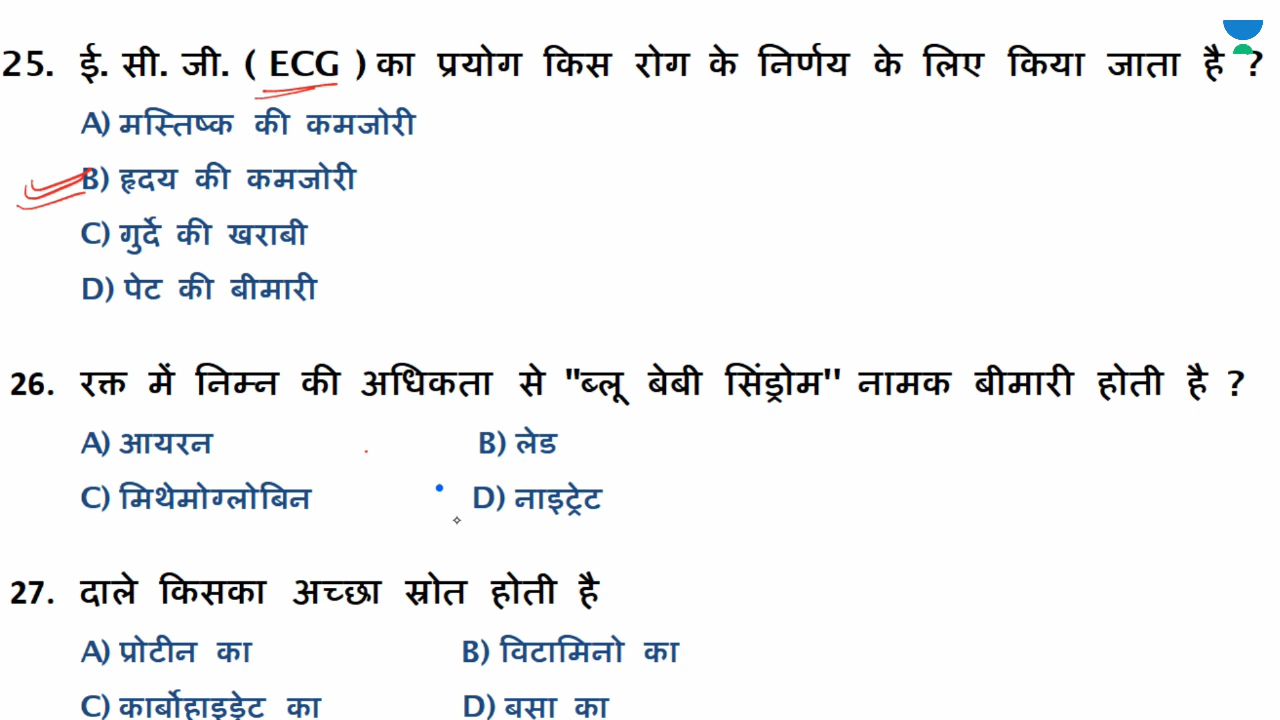 25. ई. सी. जी. ( ECG ) का प्रयोग किस रोग के निर्णय के लिए किया जाता है ?
A) मस्तिष्क की कमजोरी
B) हृदय की कमजोरी
C) गुर्दे की खराबी
D) पेट की बीमारी
26. रक्त में निम्न की अधिकता से "ब्लू बेबी सिंड्रोम'' नामक बीमारी होती है ?
A) आयरन B) लेड
C) मिथेमोग्लोबिन D) नाइट्रेट
27. दाले किसका अच्छा स्रोत होती है
A) प्रोटीन का B) विटामिनो का
C) कार्बोहाइड्रेट का D) बसा का